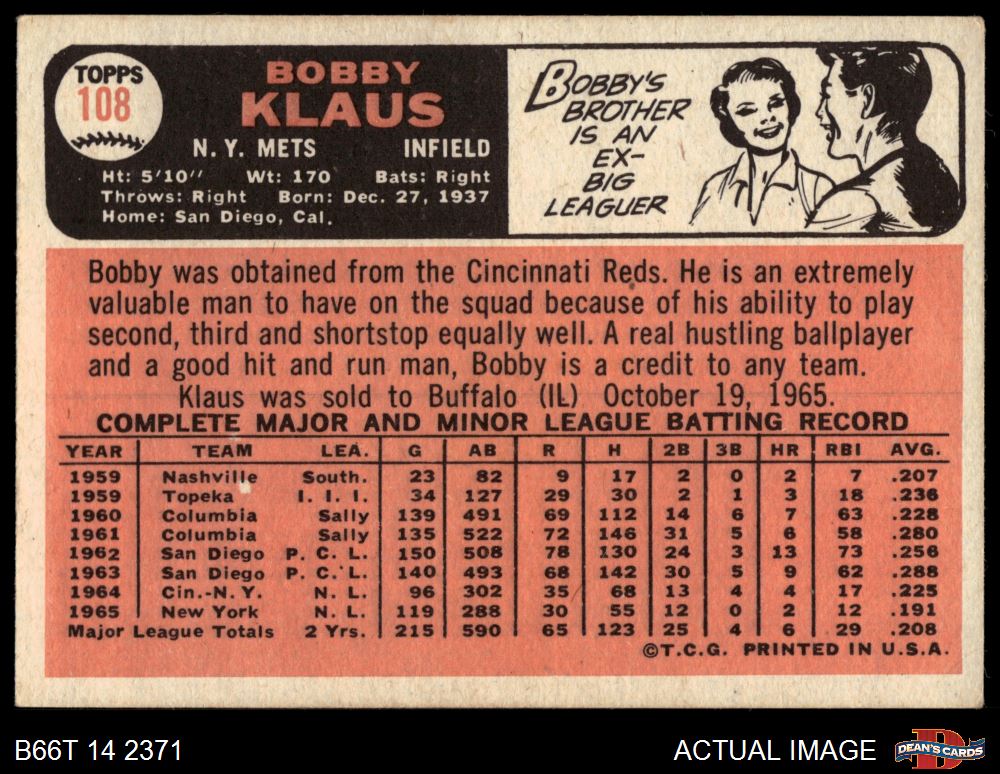 TOPPS
108
BOBBY
KLAUS
N. Y. METS INFIELD
Ht: 5'10" Wt: 170 Bats: Right
Throws: Right Born: Dec. 27, 1937
Home: San Diego, Cal.
BOBBY'S
BROTHER
IS AN
EX-
BIG
LEAGUER
Bobby was obtained from the Cincinnati Reds. He is an extremely
valuable man to have on the squad because of his ability to play
second, third and shortstop equally well. A real hustling ballplayer
and a good hit and run man, Bobby is a credit to any team.
Klaus was sold to Buffalo (IL) October 19, 1965.
COMPLETE MAJOR AND MINOR LEAGUE BATTING RECORD
YEAR TEAM LEA. G AB R H 2B 3B HR RBI AVG.
1959 Nashville South. 23 82 9 17 2 0 2 7 .207
1959 Topeka I. I. I. 34 127 29 30 2 1 3 18 .236
1960 Columbia Sally 139 491 69 112 14 6 7 63 .228
1961 Columbia Sally 135 522 72 146 31 5 6 58 .280
1962 San Diego P. C. L. 150 508 78 130 24 3 13 73 .256
1963 San Diego P. C. L. 140 493 68 142 30 5 9 62 .288
1964 Cin.-N. Y. N. L. 96 302 35 68 13 4 4 17 .225
1965 New York N. L. 119 288 30 55 12 0 2 12 .191
Major League Totals 2 Yrs. 215 590 65 123 25 4 6 29 .208
©T.C.G. PRINTED IN U.S.A.
B66T 14 2371 ACTUAL IMAGE
D
DEAN'S CARDS